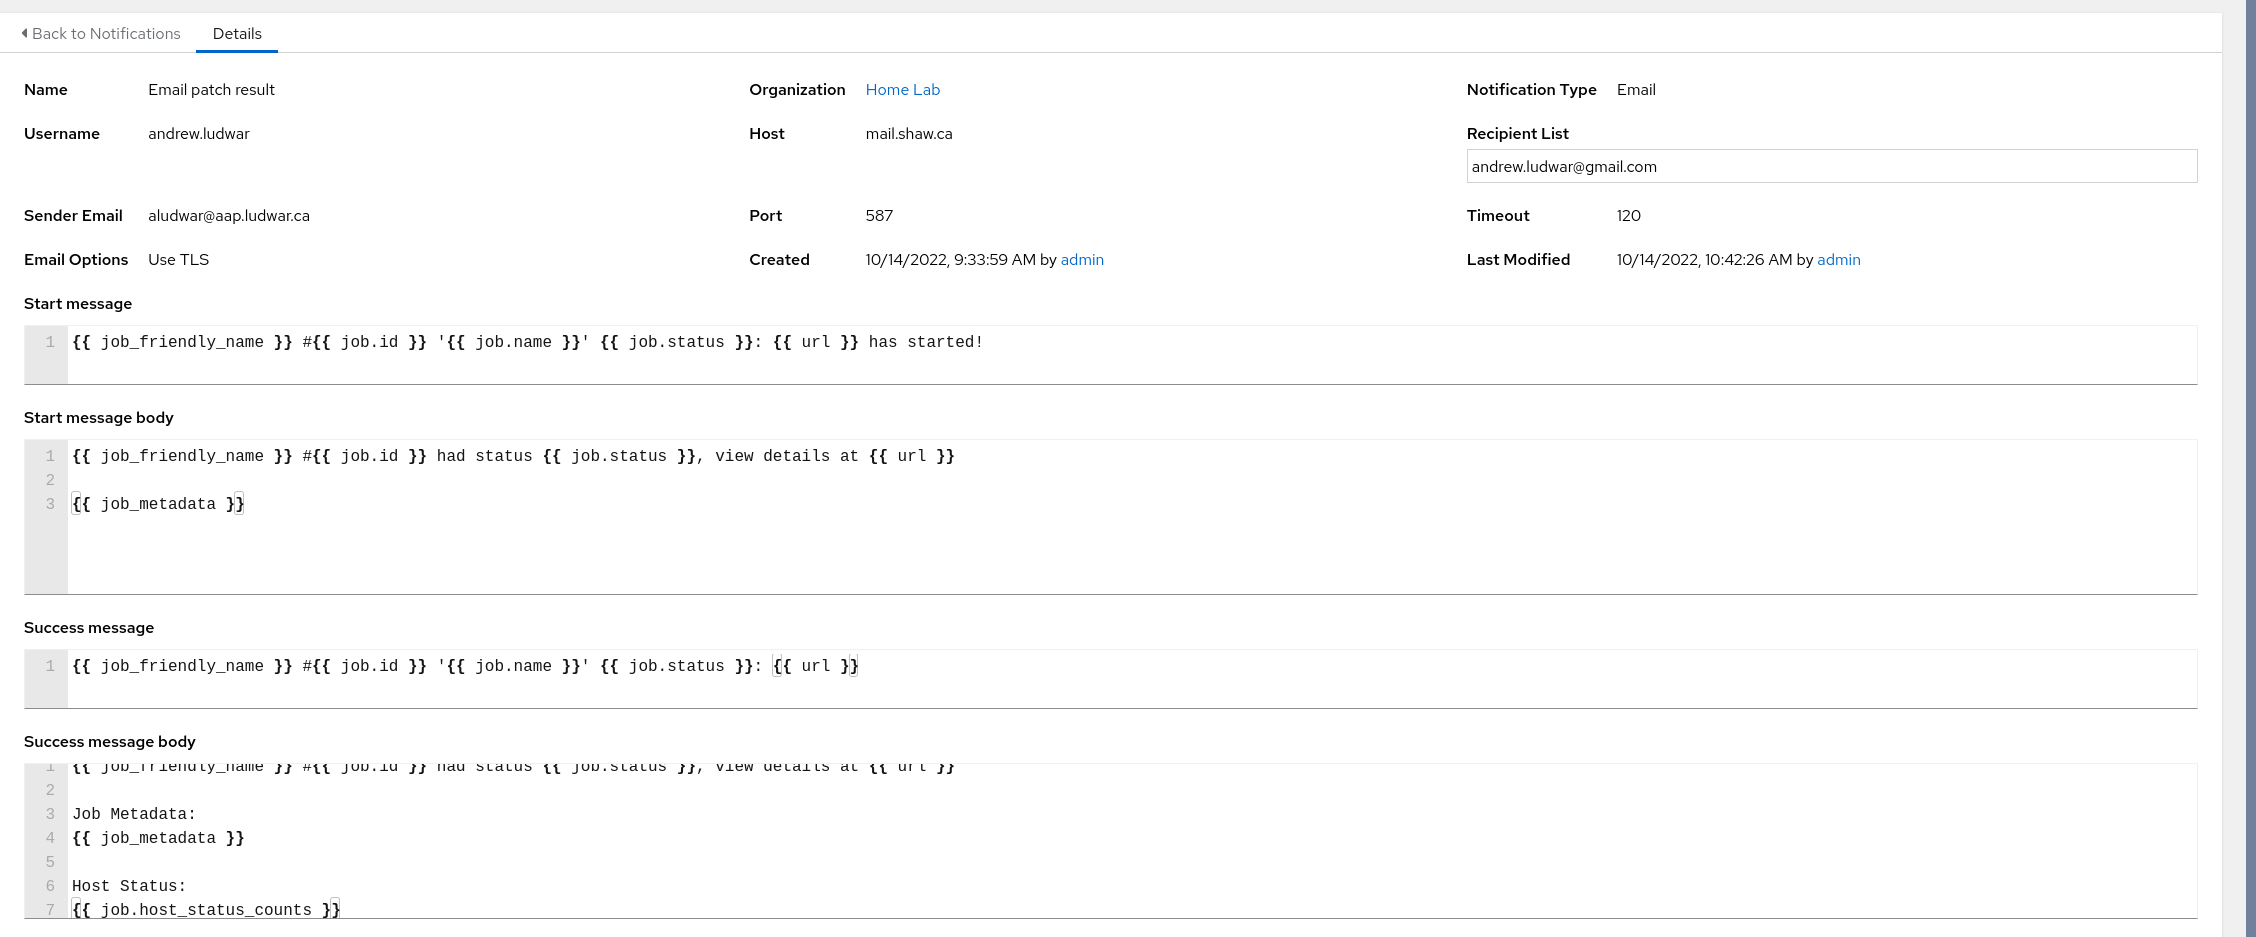 Back to Notifications Details
Name Email patch result Organization Home Lab Notification Type Email
Username andrew.ludwar Host mail.shaw.ca Recipient List
andrew.ludwar@gmail.com
Sender Email aludwar@aap.ludwar.ca Port 587 Timeout 120
Email Options Use TLS Created 10/14/2022, 9:33:59 AM by admin Last Modified 10/14/2022, 10:42:26 AM by admin
Start message
1 {{ job_friendly_name }} #{{ job.id }} '{{ job.name }}' {{ job.status }}: {{ url }} has started!
Start message body
1 {{ job_friendly_name }} #{{ job.id }} had status {{ job.status }}, view details at {{ url }}
2
3 {{ job_metadata }}
Success message
1 {{ job_friendly_name }} #{{ job.id }} '{{ job.name }}' {{ job.status }}: {{ url }}
Success message body
1 {{ job_friendly_name }} #{{ job.id }} had status {{ job.status }}, view details at {{ url }}
2
3 Job Metadata:
4 {{ job_metadata }}
5
6 Host Status:
7 {{ job.host_status_counts }}